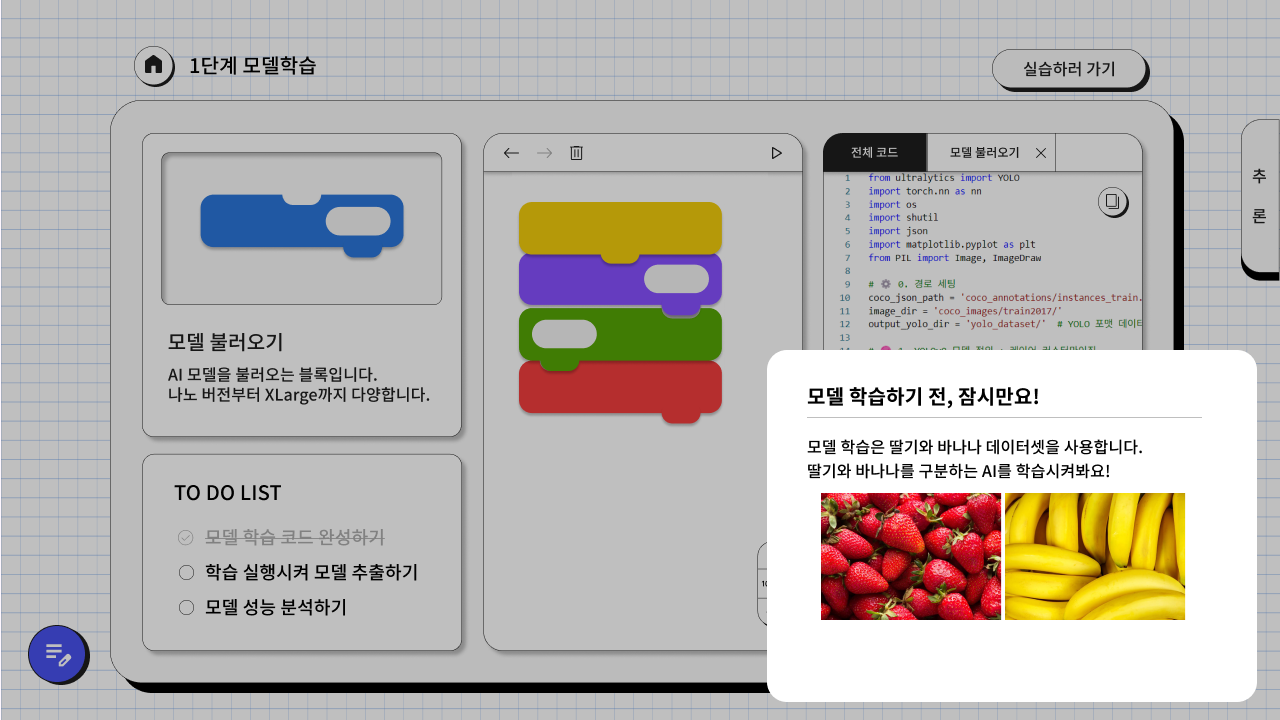 1단계 모델학습
실습하러 가기
모델 불러오기
AI 모델을 불러오는 블록입니다.
나노 버전부터 XLarge까지 다양합니다.
TO DO LIST
모델 학습 코드 완성하기
학습 실행시켜 모델 추출하기
모델 성능 분석하기
전체 코드
모델 불러오기
1 from ultralytics import YOLO
2 import torch.nn as nn
3 import os
4 import shutil
5 import json
6 import matplotlib.pyplot as plt
7 from PIL import Image, ImageDraw
8
9 # ⚙️ 0. 경로 세팅
10 coco_json_path = 'coco_annotations/instances_train.
11 image_dir = 'coco_images/train2017/'
12 output_yolo_dir = 'yolo_dataset/' # YOLO 포맷 데이터
13
추
론
모델 학습하기 전, 잠시만요!
모델 학습은 딸기와 바나나 데이터셋을 사용합니다.
딸기와 바나나를 구분하는 AI를 학습시켜봐요!